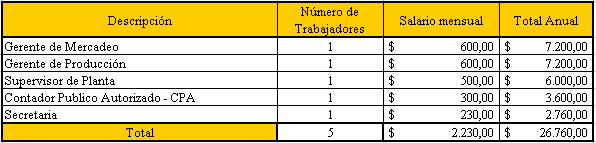 Descripción Número de Trabajadores Salario mensual Total Anual
Gerente de Mercadeo 1 $ 600,00 $ 7.200,00
Gerente de Producción 1 $ 600,00 $ 7.200,00
Supervisor de Planta 1 $ 500,00 $ 6.000,00
Contador Publico Autorizado - CPA 1 $ 300,00 $ 3.600,00
Secretaria 1 $ 230,00 $ 2.760,00
Total 5 $ 2.230,00 $ 26.760,00